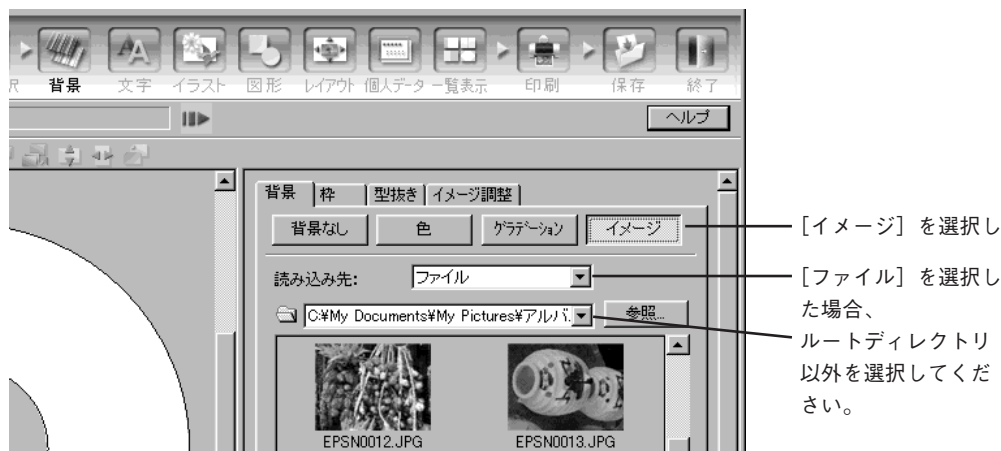 背景 文字 イラスト 図形 レイアウト 個人データ 一覧表示 印刷 保存 終了
ヘルプ
背景 枠 型抜き イメージ調整
背景なし 色 グラデーション イメージ
読み込み先: ファイル
C:¥My Documents¥My Pictures¥アルバ. 参照...
EPSN0012.JPG EPSN0013.JPG
[イメージ]を選択し
[ファイル]を選択し
た場合、
ルートディレクトリ
以外を選択してくだ
さい。